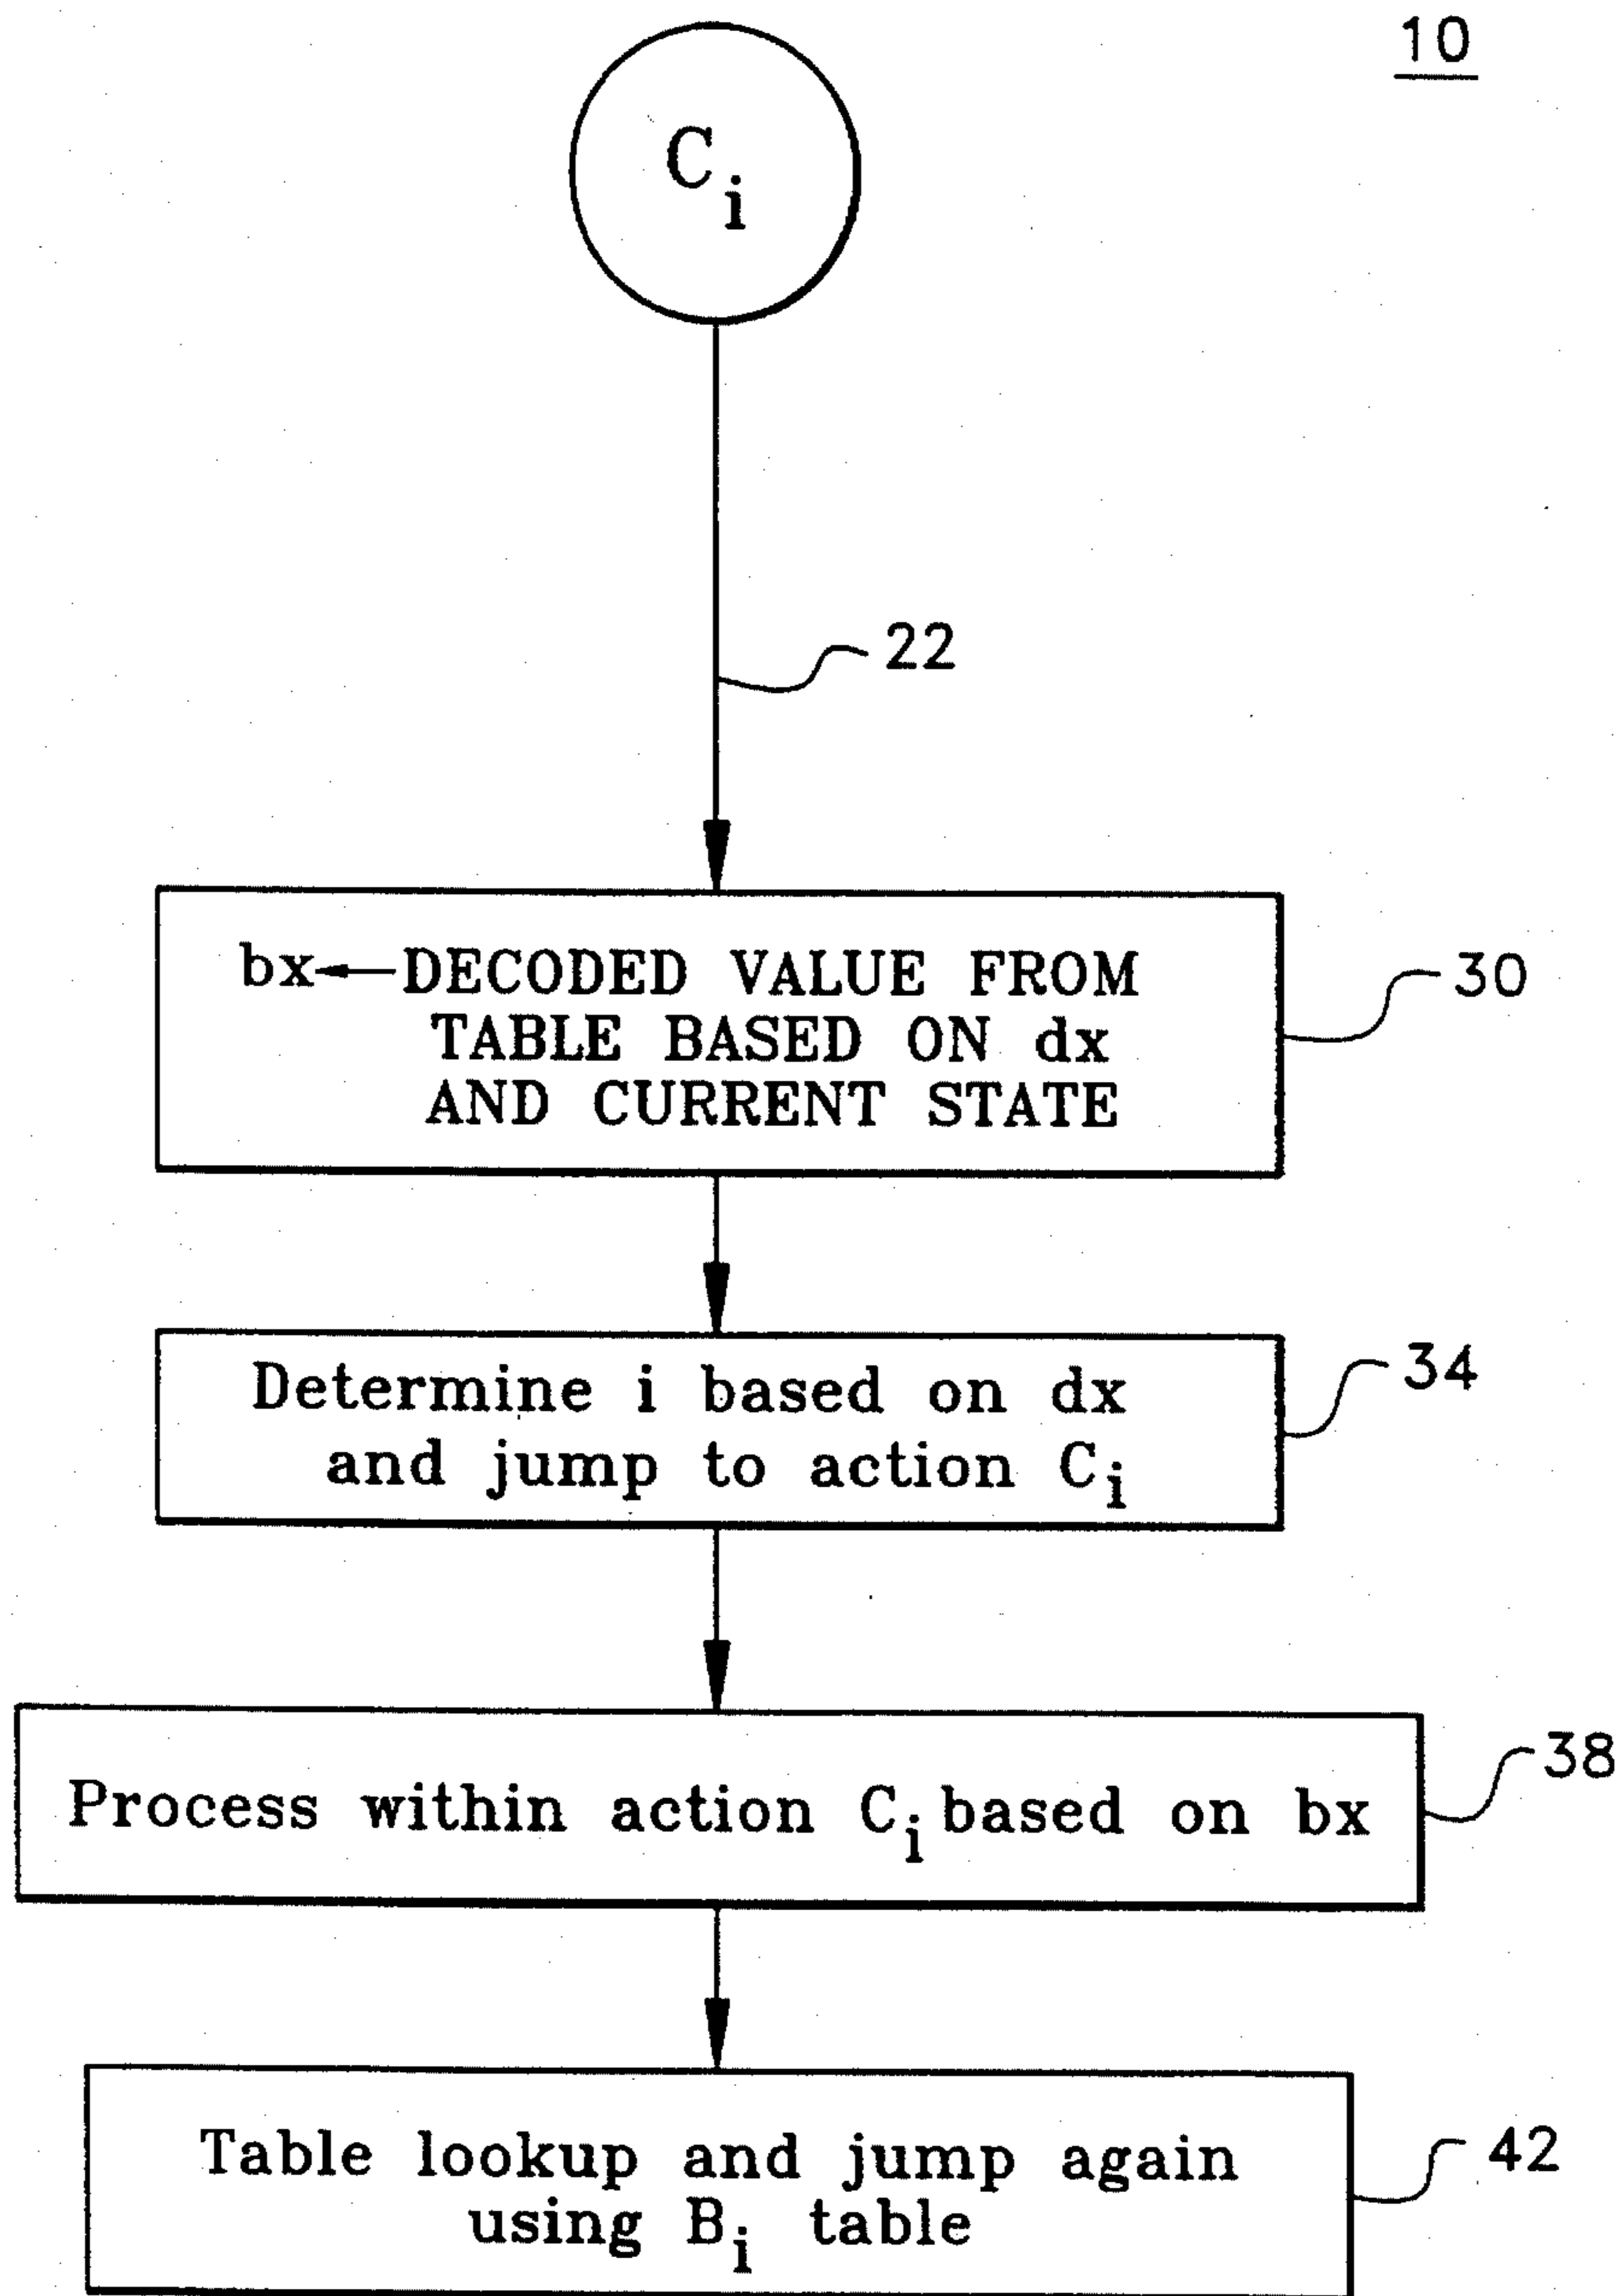 10
C_i
22
bx←DECODED VALUE FROM
TABLE BASED ON dx
AND CURRENT STATE
30
Determine i based on dx
and jump to action C_i
34
Process within action C_i based on bx
38
Table lookup and jump again
using B_i table
42